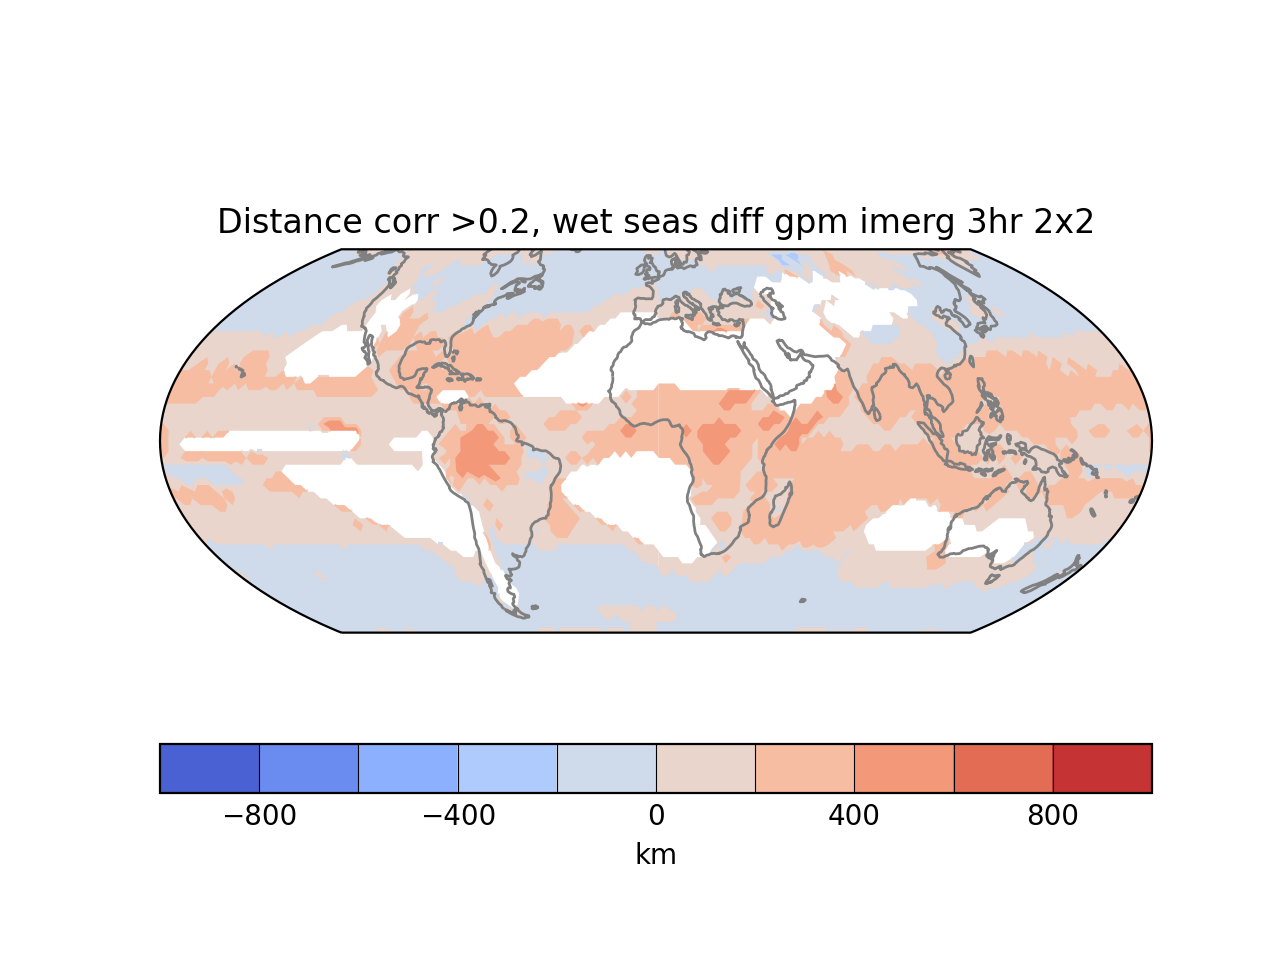 Distance corr >0.2, wet seas diff gpm imerg 3hr 2x2
−800 −400 0 400 800
km